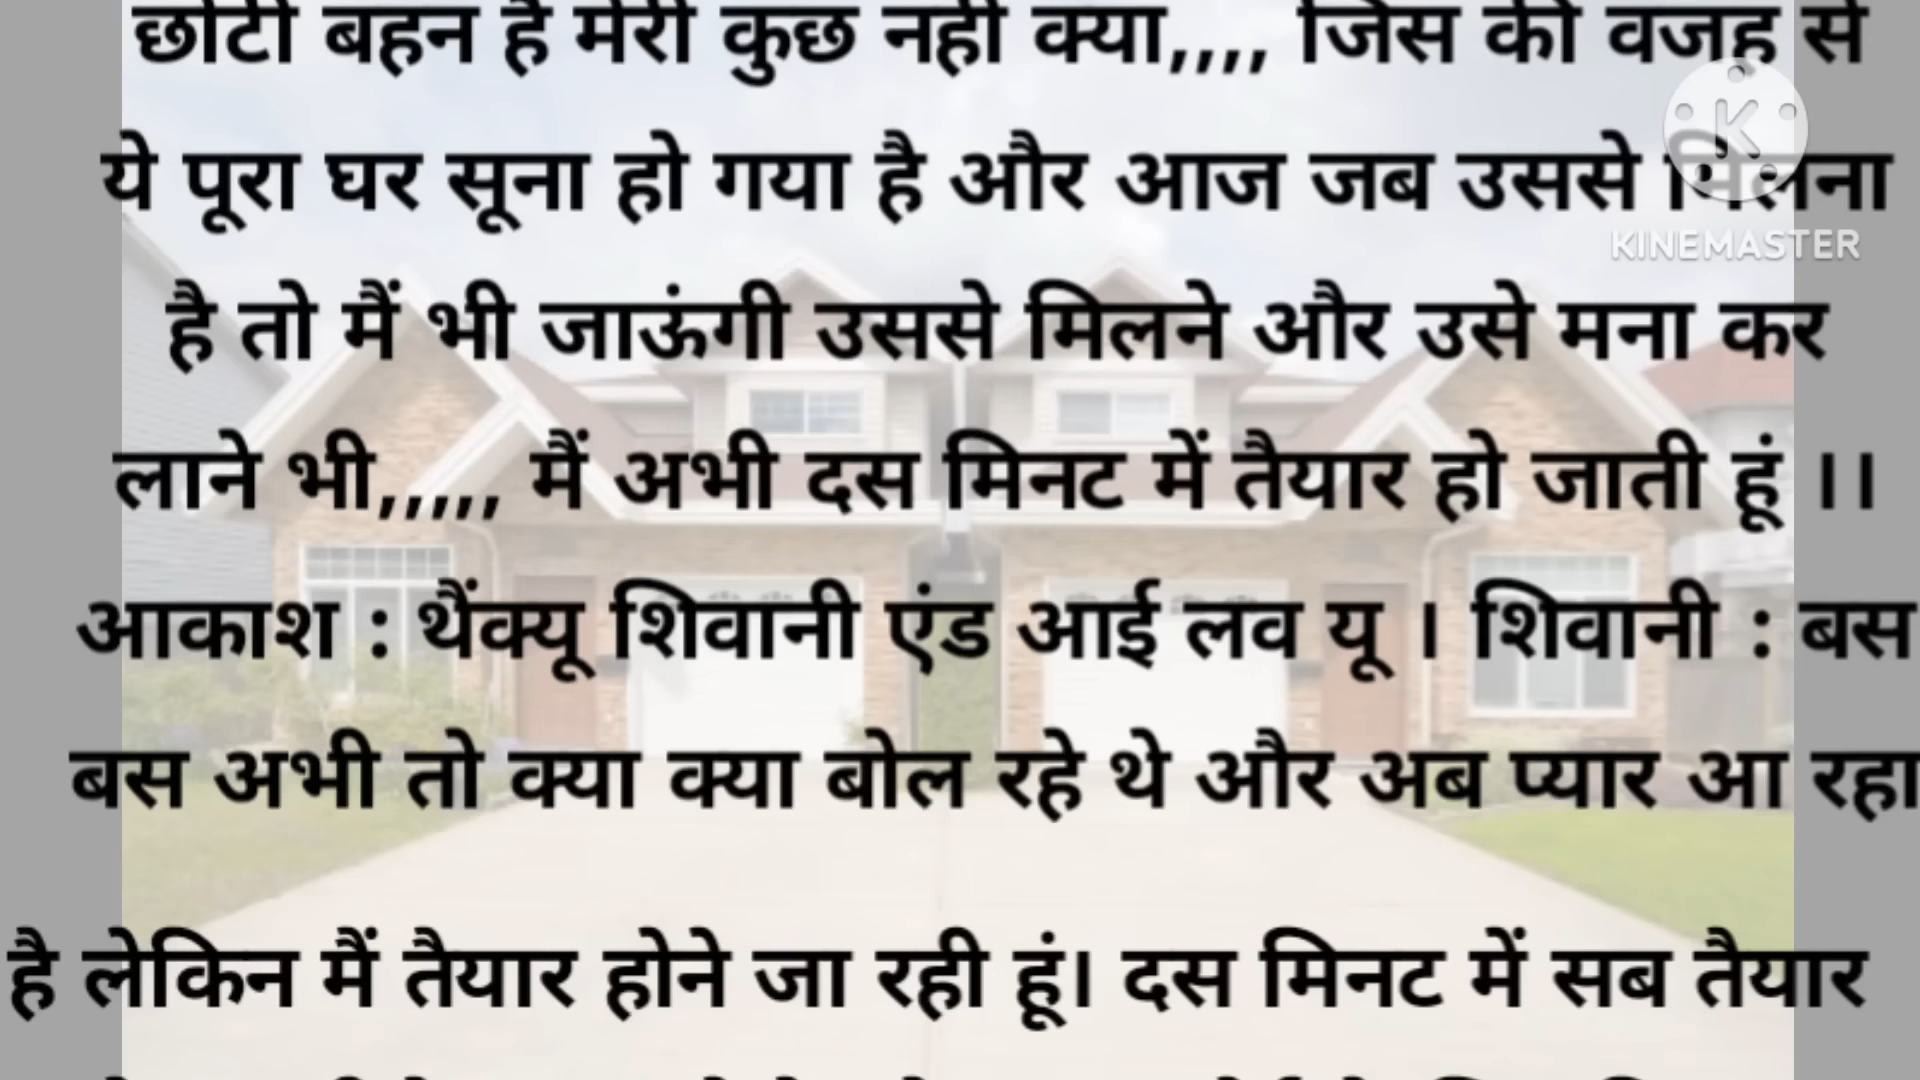 छोटी बहन है मेरी कुछ नहीं क्या,,,, जिस की वजह से
ये पूरा घर सूना हो गया है और आज जब उससे मिलना
KINEMASTER
है तो मैं भी जाऊंगी उससे मिलने और उसे मना कर
लाने भी,,,,, मैं अभी दस मिनट में तैयार हो जाती हूं ।।
आकाश : थैंक्यू शिवानी एंड आई लव यू । शिवानी : बस
बस अभी तो क्या क्या बोल रहे थे और अब प्यार आ रहा
है लेकिन मैं तैयार होने जा रही हूं। दस मिनट में सब तैयार